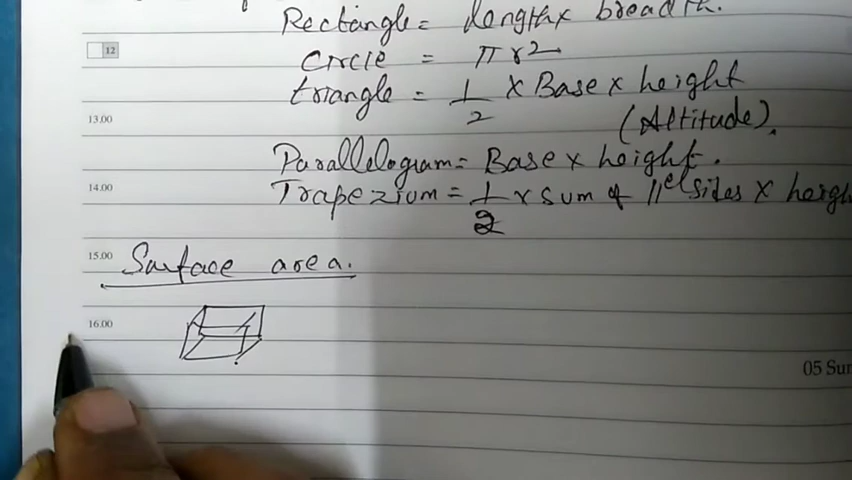 Rectangle = length x breadth.
12
Circle = πr2
triangle = 1/2 x Base x height
(Altitude).
13.00
Parallelogram = Base x height.
14.00
Trapezium = 1/2 x sum of 11el sides x heigh
15.00
Surface area.
16.00
05 Sun